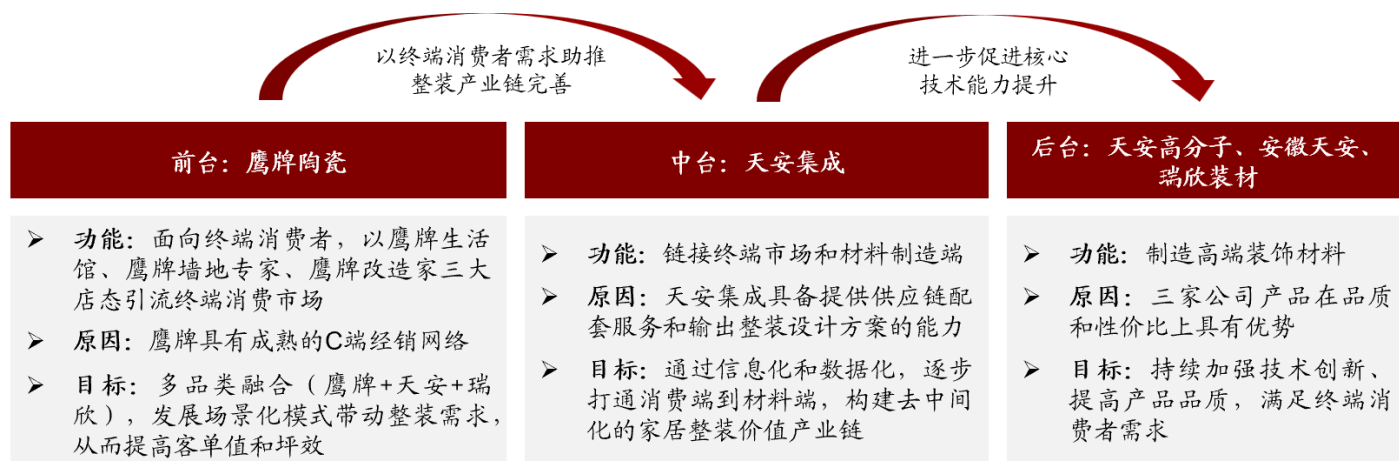 以终端消费者需求助推
整装产业链完善
进一步促进核心
技术能力提升
前台：鹰牌陶瓷
➢ 功能：面向终端消费者，以鹰牌生活
馆、鹰牌墙地专家、鹰牌改造家三大
店态引流终端消费市场
➢ 原因：鹰牌具有成熟的C端经销网络
➢ 目标：多品类融合（鹰牌+天安+瑞
欣），发展场景化模式带动整装需求，
从而提高客单值和坪效
中台：天安集成
➢ 功能：链接终端市场和材料制造端
➢ 原因：天安集成具备提供供应链配
套服务和输出整装设计方案的能力
➢ 目标：通过信息化和数据化，逐步
打通消费端到材料端，构建去中间
化的家居整装价值产业链
后台：天安高分子、安徽天安、
瑞欣装材
➢ 功能：制造高端装饰材料
➢ 原因：三家公司产品在品质
和性价比上具有优势
➢ 目标：持续加强技术创新、
提高产品品质，满足终端消
费者需求